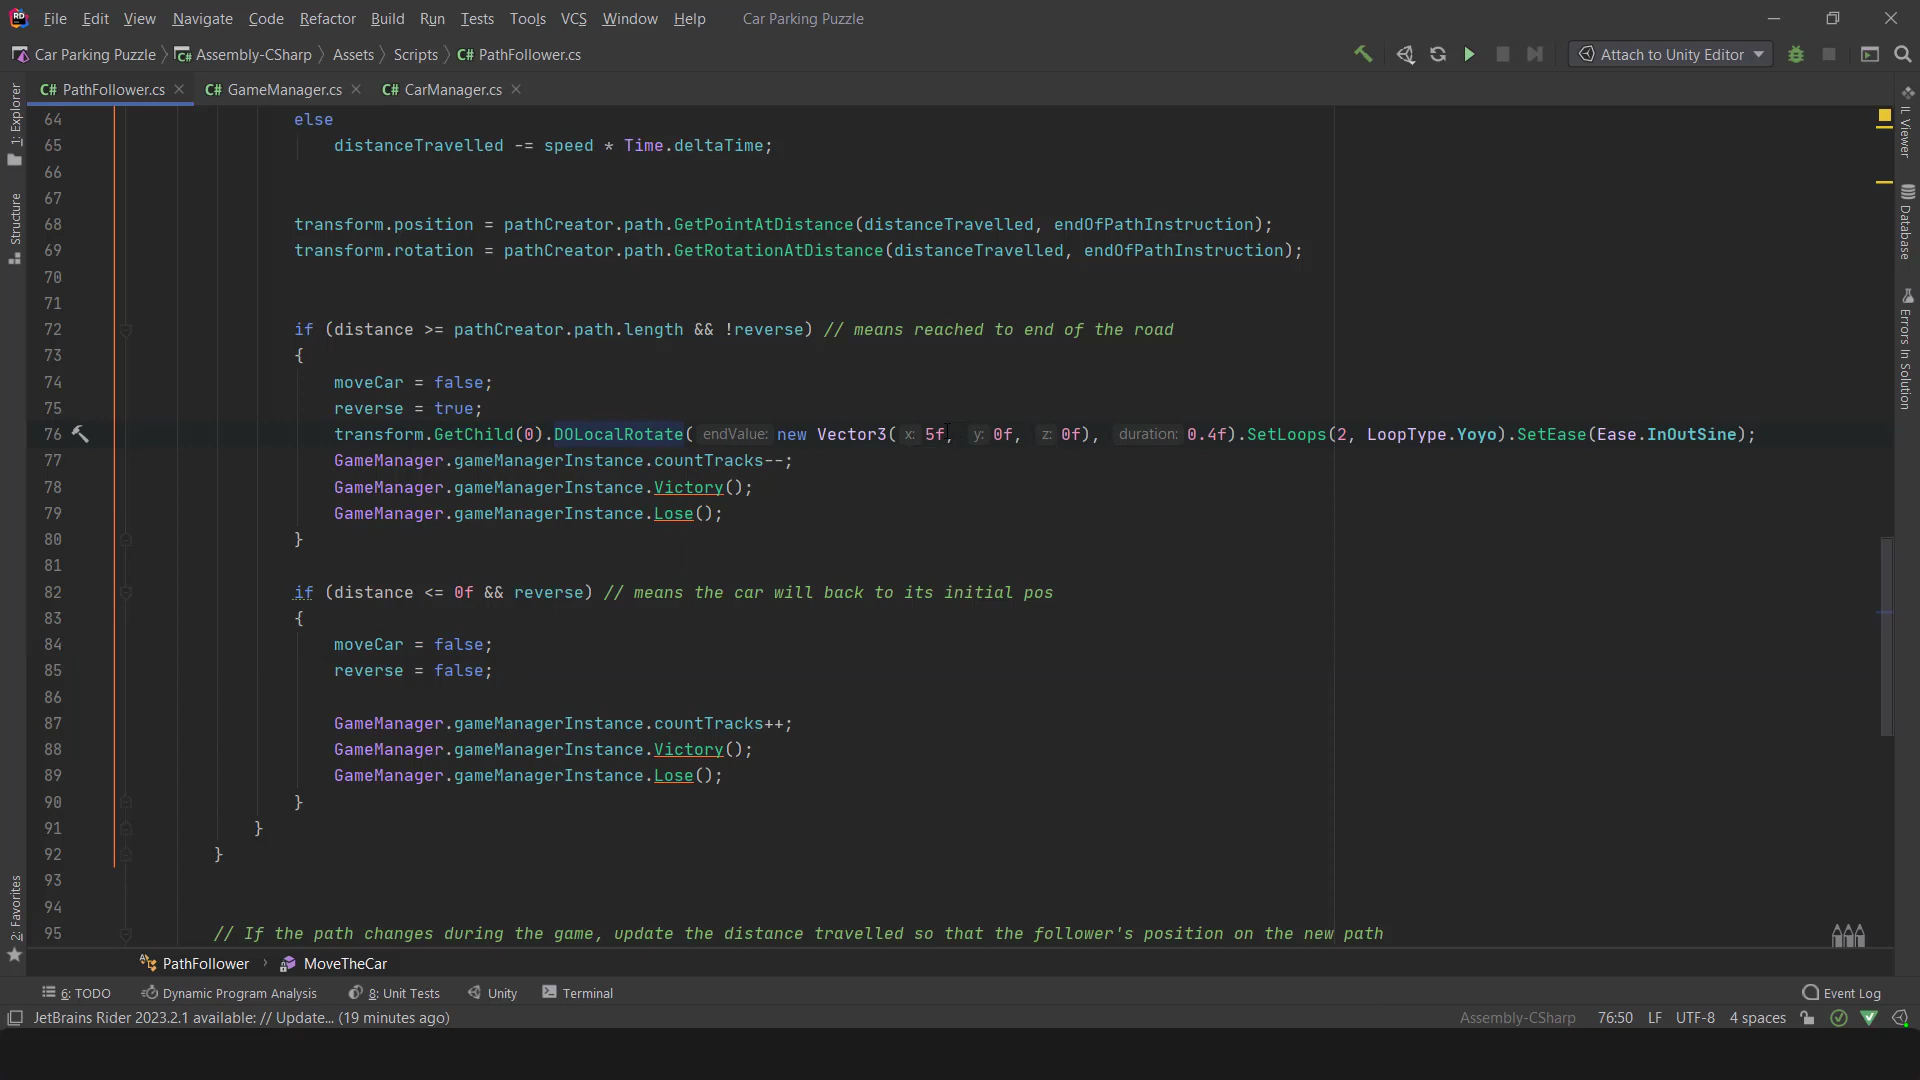 File Edit View Navigate Code Refactor Build Run Tests Tools VCS Window Help Car Parking Puzzle
Car Parking Puzzle Assembly-CSharp Assets Scripts C# PathFollower.cs Attach to Unity Editor
C# PathFollower.cs C# GameManager.cs C# CarManager.cs
1: Explorer
Structure
2: Favorites
IL Viewer
Database
Errors In Solution
64 else
65 distanceTravelled -= speed * Time.deltaTime;
66
67
68 transform.position = pathCreator.path.GetPointAtDistance(distanceTravelled, endOfPathInstruction);
69 transform.rotation = pathCreator.path.GetRotationAtDistance(distanceTravelled, endOfPathInstruction);
70
71
72 if (distance >= pathCreator.path.length && !reverse) // means reached to end of the road
73 {
74 moveCar = false;
75 reverse = true;
76 transform.GetChild(0).DOLocalRotate( endValue: new Vector3( x: 5f, y: 0f, z: 0f), duration: 0.4f).SetLoops(2, LoopType.Yoyo).SetEase(Ease.InOutSine);
77 GameManager.gameManagerInstance.countTracks--;
78 GameManager.gameManagerInstance.Victory();
79 GameManager.gameManagerInstance.Lose();
80 }
81
82 if (distance <= 0f && reverse) // means the car will back to its initial pos
83 {
84 moveCar = false;
85 reverse = false;
86
87 GameManager.gameManagerInstance.countTracks++;
88 GameManager.gameManagerInstance.Victory();
89 GameManager.gameManagerInstance.Lose();
90 }
91 }
92 }
93
94
95 // If the path changes during the game, update the distance travelled so that the follower's position on the new path
PathFollower MoveTheCar
6: TODO Dynamic Program Analysis 8: Unit Tests Unity Terminal Event Log
JetBrains Rider 2023.2.1 available: // Update... (19 minutes ago) Assembly-CSharp 76:50 LF UTF-8 4 spaces